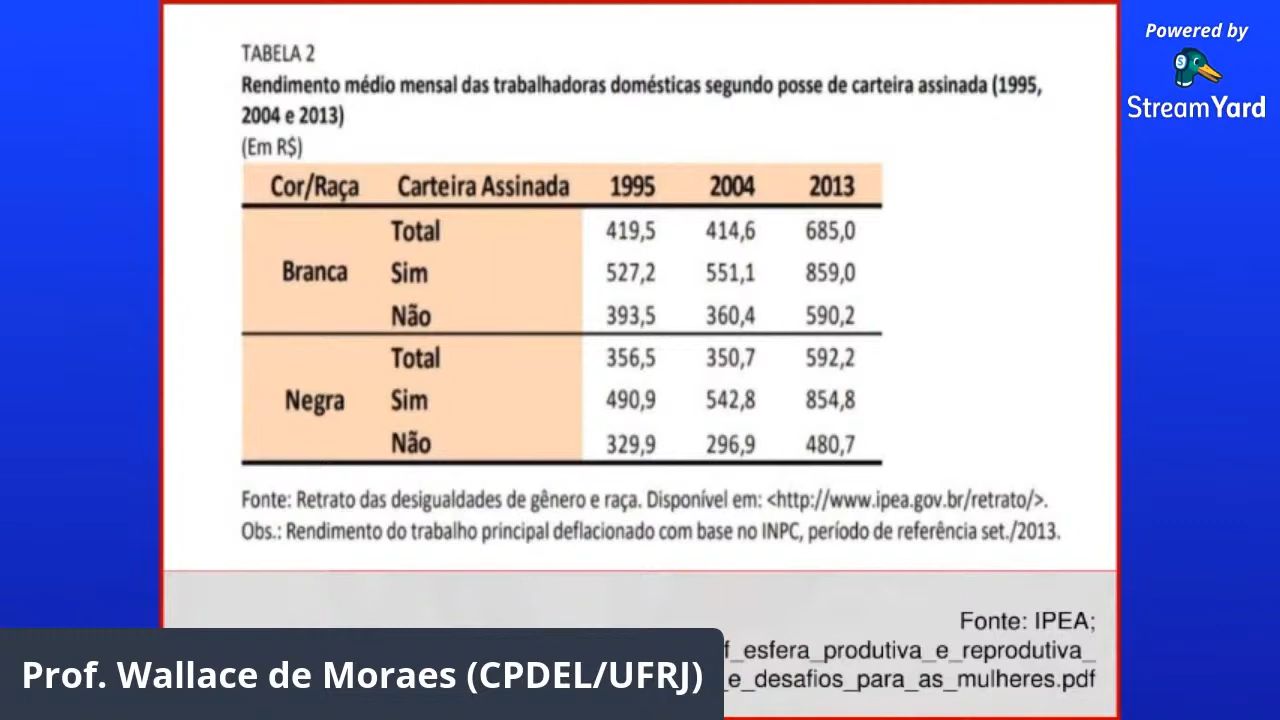 TABELA 2
Rendimento médio mensal das trabalhadoras domésticas segundo posse de carteira assinada (1995,
2004 e 2013)
(Em R$)
Cor/Raça Carteira Assinada 1995 2004 2013
Total 419,5 414,6 685,0
Branca Sim 527,2 551,1 859,0
Não 393,5 360,4 590,2
Total 356,5 350,7 592,2
Negra Sim 490,9 542,8 854,8
Não 329,9 296,9 480,7
Fonte: Retrato das desigualdades de gênero e raça. Disponível em: <http://www.ipea.gov.br/retrato/>.
Obs.: Rendimento do trabalho principal deflacionado com base no INPC, período de referência set./2013.
Fonte: IPEA;
f_esfera_produtiva_e_reprodutiva_
_e_desafios_para_as_mulheres.pdf
Prof. Wallace de Moraes (CPDEL/UFRJ)
Powered by
StreamYard